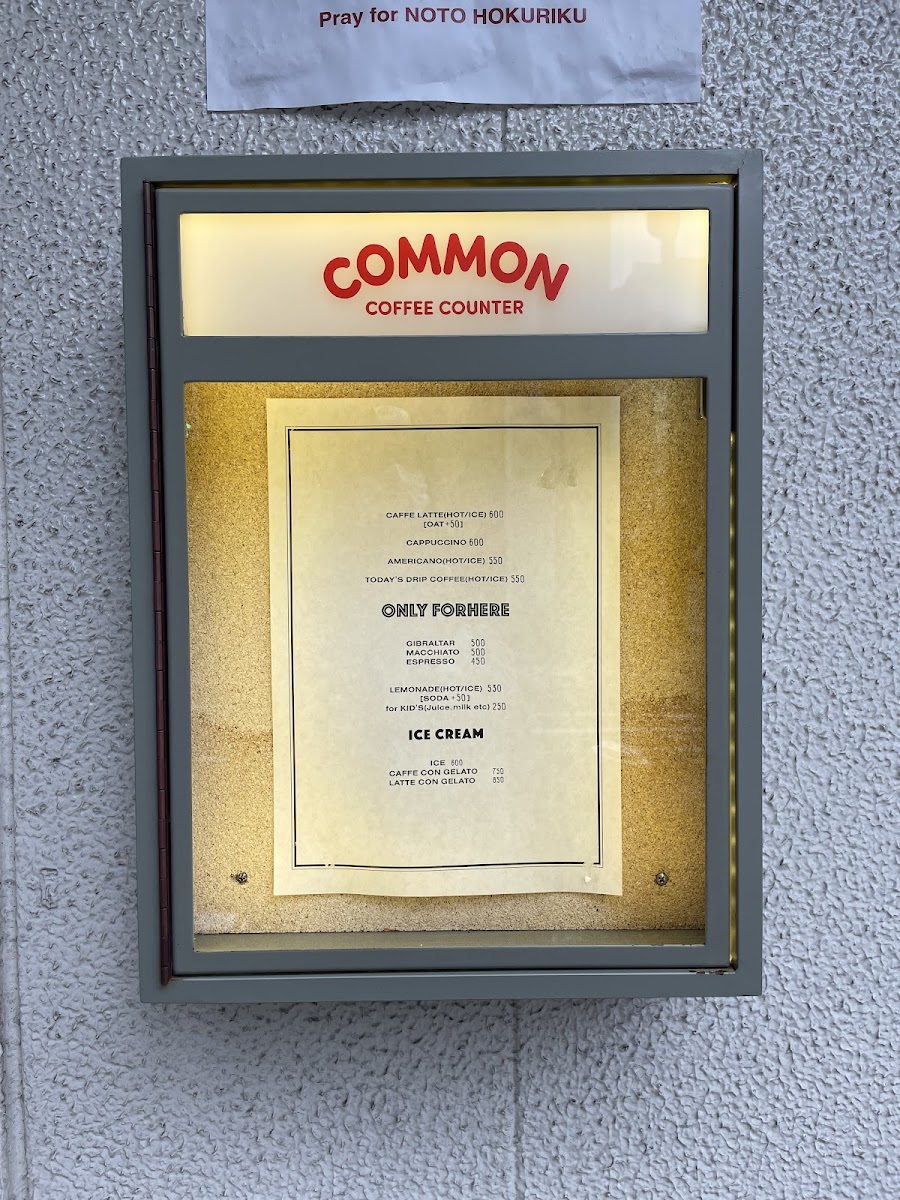 Pray for NOTO HOKURIKU
COMMON
COFFEE COUNTER
CAFFE LATTE(HOT/ICE) 600
[OAT +50]
CAPPUCCINO 600
AMERICANO(HOT/ICE) 550
TODAY'S DRIP COFFEE(HOT/ICE) 550
ONLY FORHERE
GIBRALTAR 500
MACCHIATO 500
ESPRESSO 450
LEMONADE(HOT/ICE) 530
[SODA +50]
for KID'S(Juice.milk etc) 250
ICE CREAM
ICE 600
CAFFE CON GELATO 750
LATTE CON GELATO 850